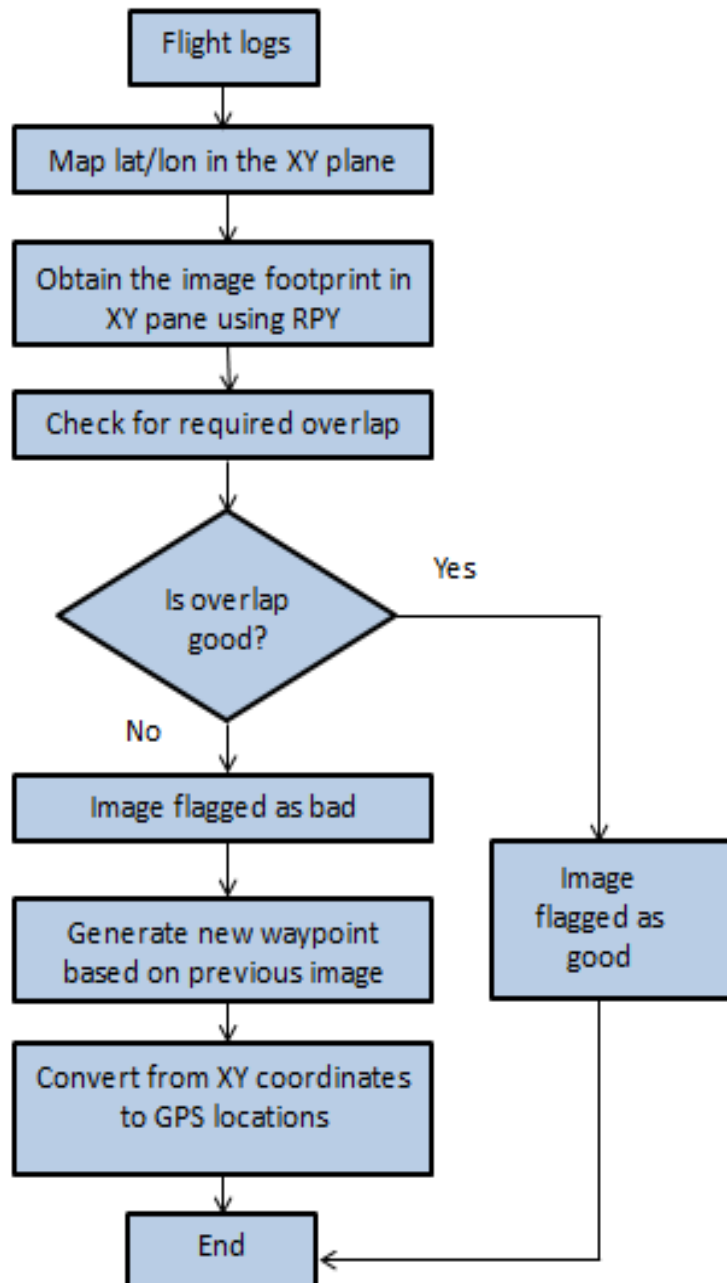 Flight logs
Map lat/lon in the XY plane
Obtain the image footprint in
XY pane using RPY
Check for required overlap
Is overlap
good?
Yes
No
Image flagged as bad
Image
flagged as
good
Generate new waypoint
based on previous image
Convert from XY coordinates
to GPS locations
End